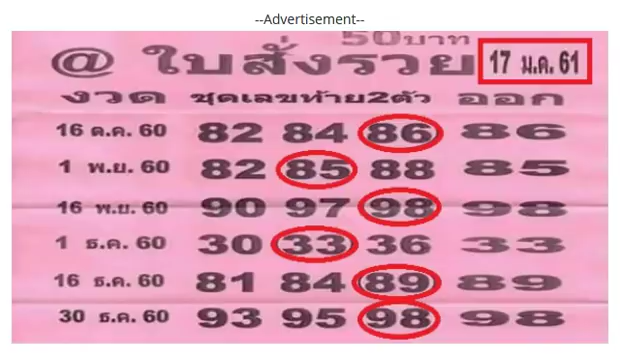 --Advertisement--
50บาท
@ ใบสั่งรวย 17 ม.ค. 61
งวด ชุดเลขท้าย2ตัว ออก
16 ต.ค. 60 82 84 86 86
1 พ.ย. 60 82 85 88 85
16 พ.ย. 60 90 97 98 98
1 ธ.ค. 60 30 33 36 33
16 ธ.ค. 60 81 84 89 89
30 ธ.ค. 60 93 95 98 98